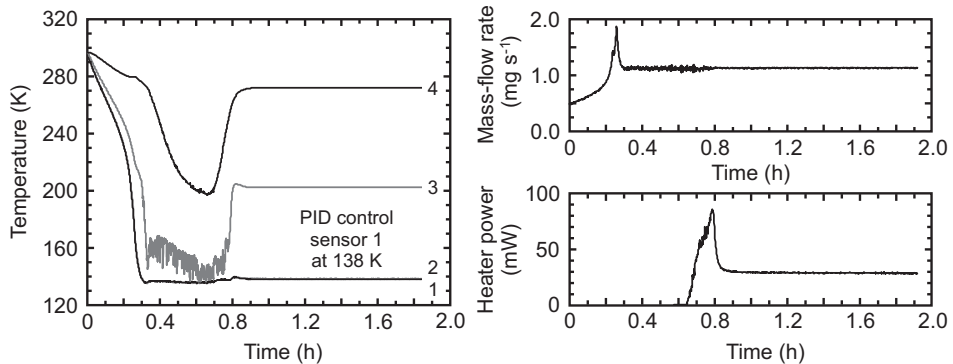 320
280
240
200
160
120
Temperature (K)
4
3
2
1
PID control
sensor 1
at 138 K
0 0.4 0.8 1.2 1.6 2.0
Time (h)
Mass-flow rate
(mg s⁻¹)
2.0
1.0
0.0
0 0.4 0.8 1.2 1.6 2.0
Time (h)
Heater power
(mW)
100
50
0
0 0.4 0.8 1.2 1.6 2.0
Time (h)